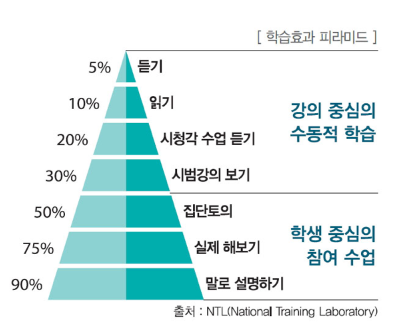 [ 학습효과 피라미드 ]
5% 듣기
10% 읽기
20% 시청각 수업 듣기
30% 시범강의 보기
강의 중심의
수동적 학습
50% 집단토의
75% 실제 해보기
90% 말로 설명하기
학생 중심의
참여 수업
출처 : NTL(National Training Laboratory)